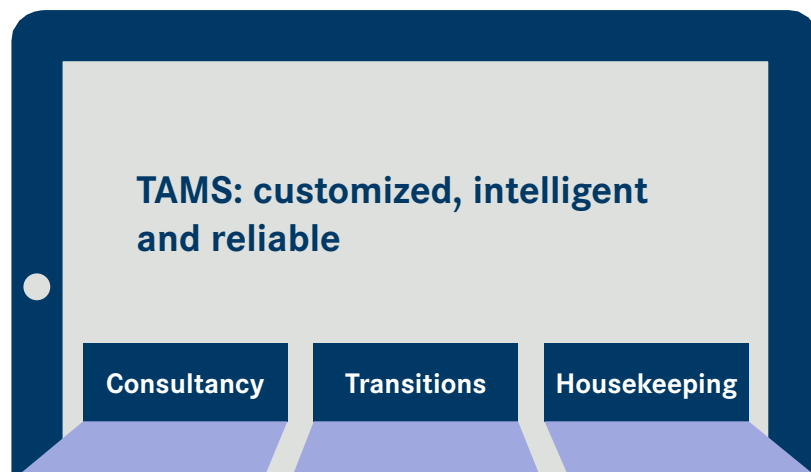 TAMS: customized, intelligent
and reliable
Consultancy
Transitions
Housekeeping